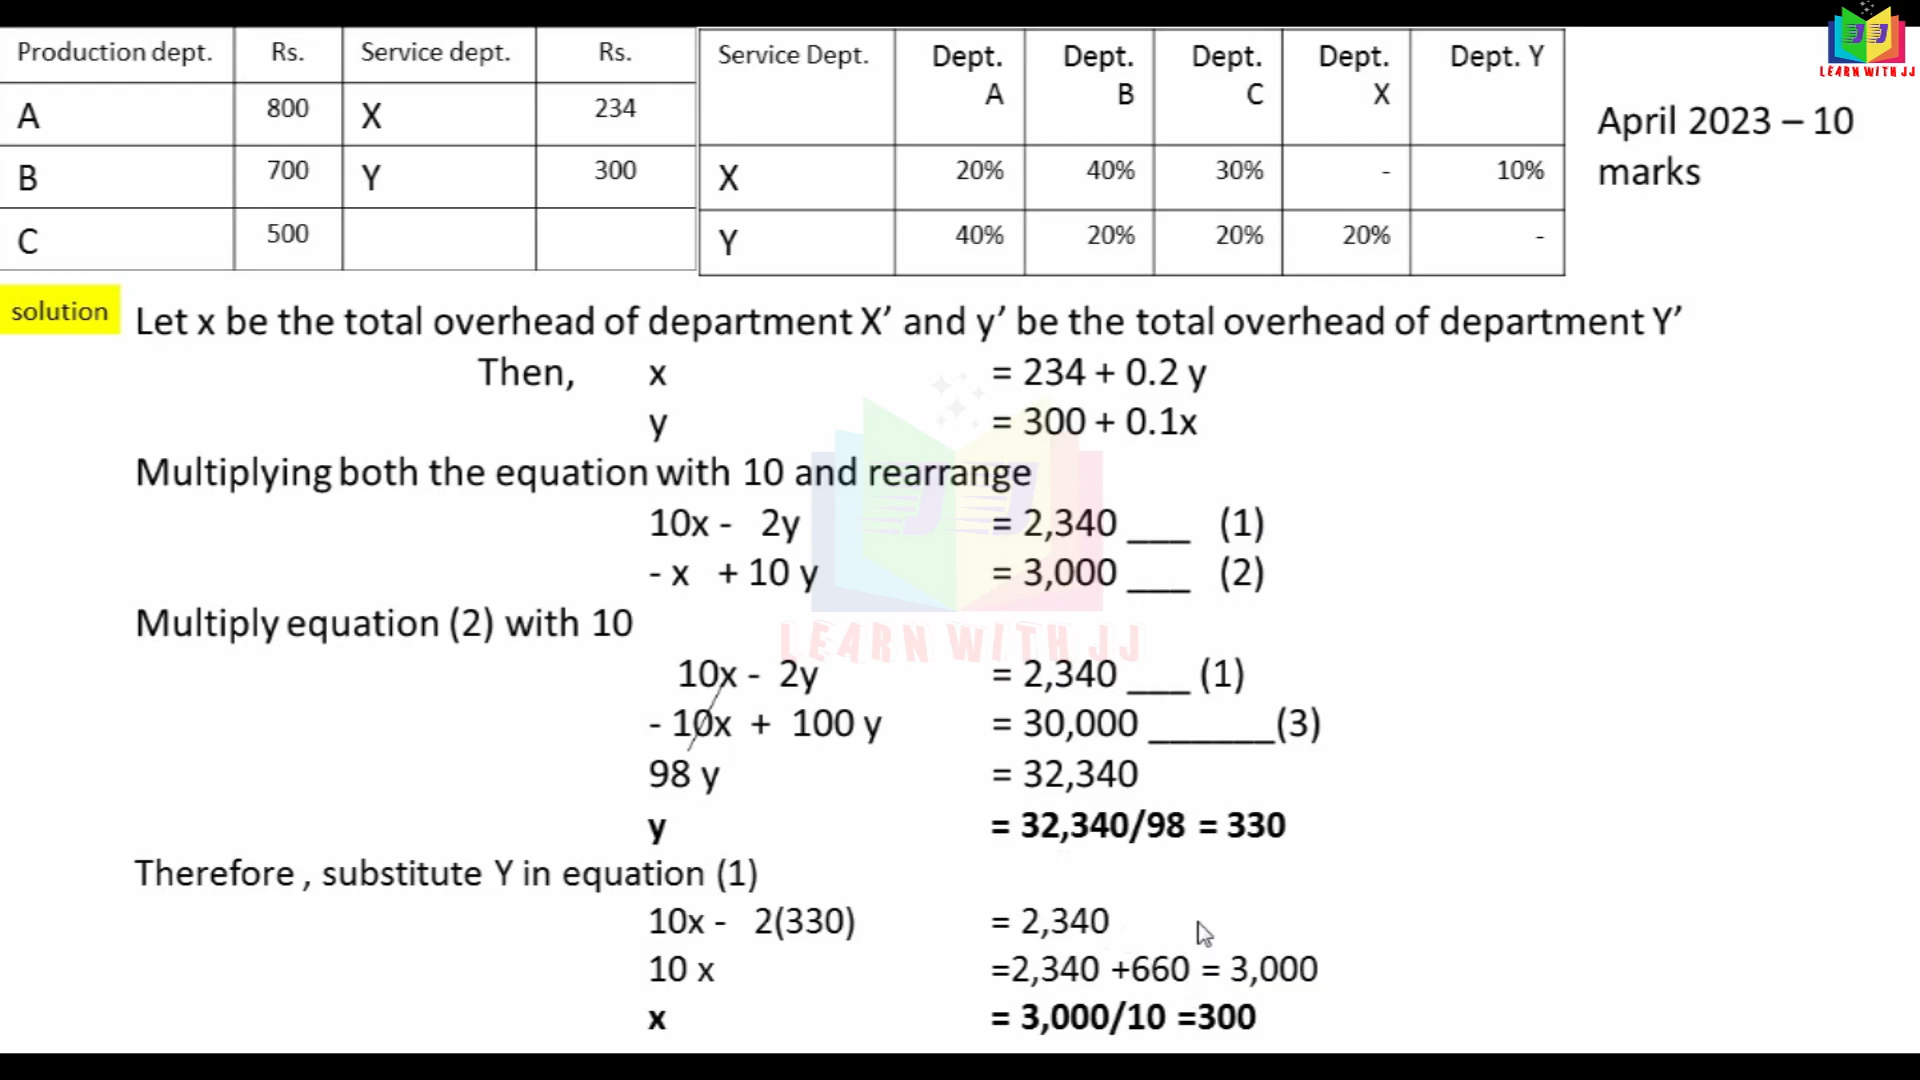 Production dept. Rs. Service dept. Rs.
A 800 X 234
B 700 Y 300
C 500
Service Dept. Dept. A Dept. B Dept. C Dept. X Dept. Y
X 20% 40% 30% - 10%
Y 40% 20% 20% 20% -
LEARN WITH JJ
April 2023 – 10
marks
solution
Let x be the total overhead of department X’ and y’ be the total overhead of department Y’
Then, x = 234 + 0.2 y
y = 300 + 0.1x
Multiplying both the equation with 10 and rearrange
10x - 2y = 2,340 ___ (1)
- x + 10 y = 3,000 ___ (2)
Multiply equation (2) with 10
LEARN WITH JJ
10x - 2y = 2,340 ___ (1)
- 10x + 100 y = 30,000 ______(3)
98 y = 32,340
y = 32,340/98 = 330
Therefore , substitute Y in equation (1)
10x - 2(330) = 2,340
10 x =2,340 +660 = 3,000
x = 3,000/10 =300